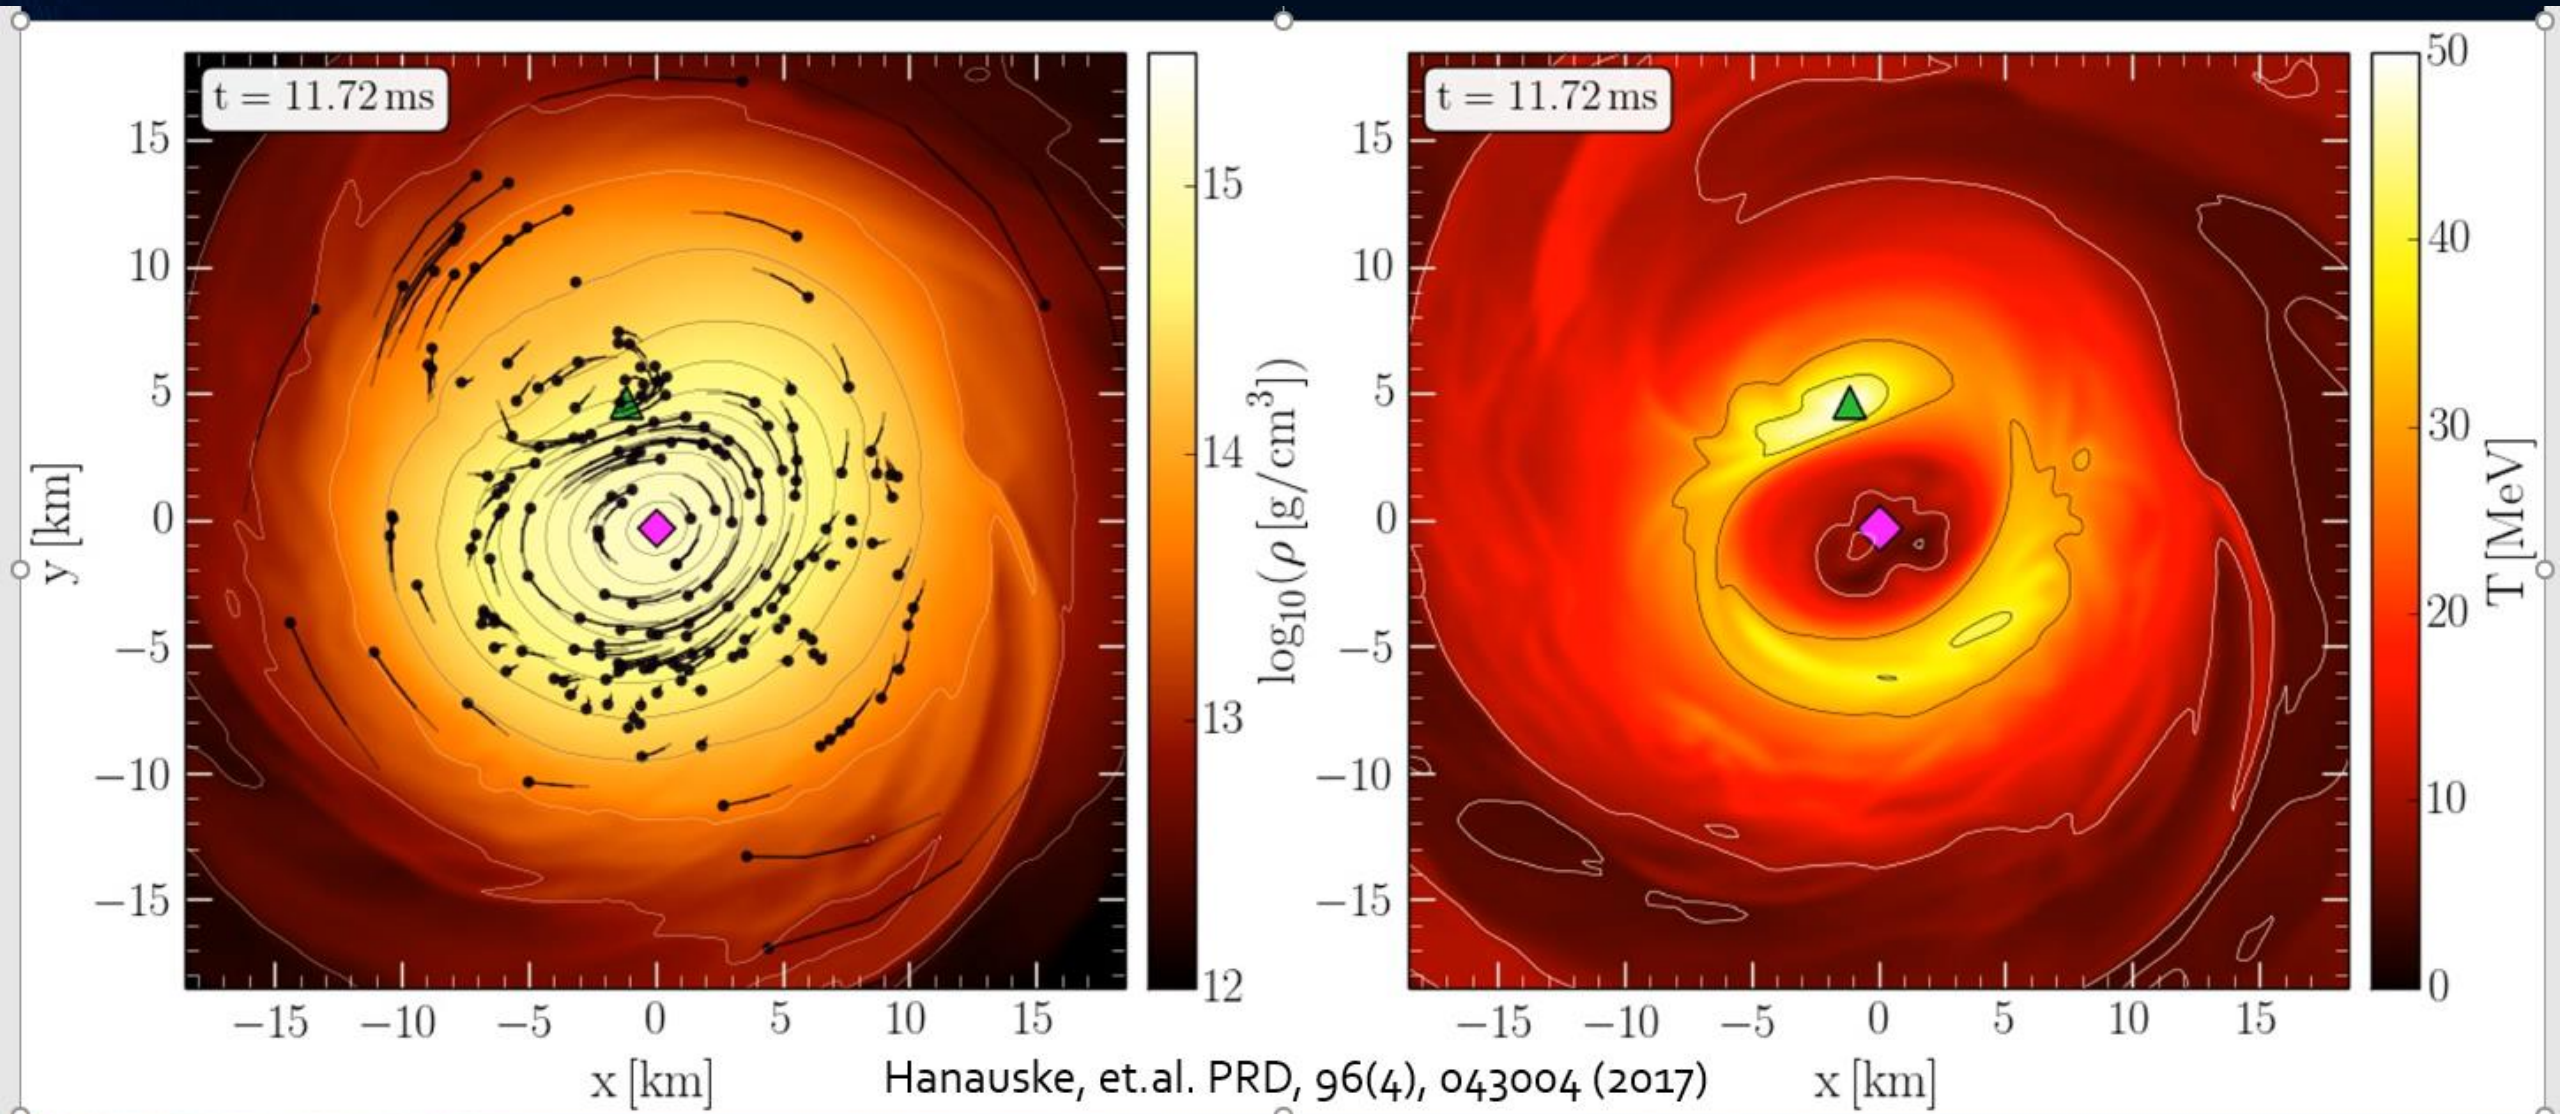 t = 11.72 ms
15
10
5
0
−5
−10
−15
y [km]
−15 −10 −5 0 5 10 15
x [km]
15
14
13
12
log₁₀(ρ [g/cm³])
t = 11.72 ms
15
10
5
0
−5
−10
−15
−15 −10 −5 0 5 10 15
x [km]
50
40
30
20
10
0
T [MeV]
Hanauske, et.al. PRD, 96(4), 043004 (2017)